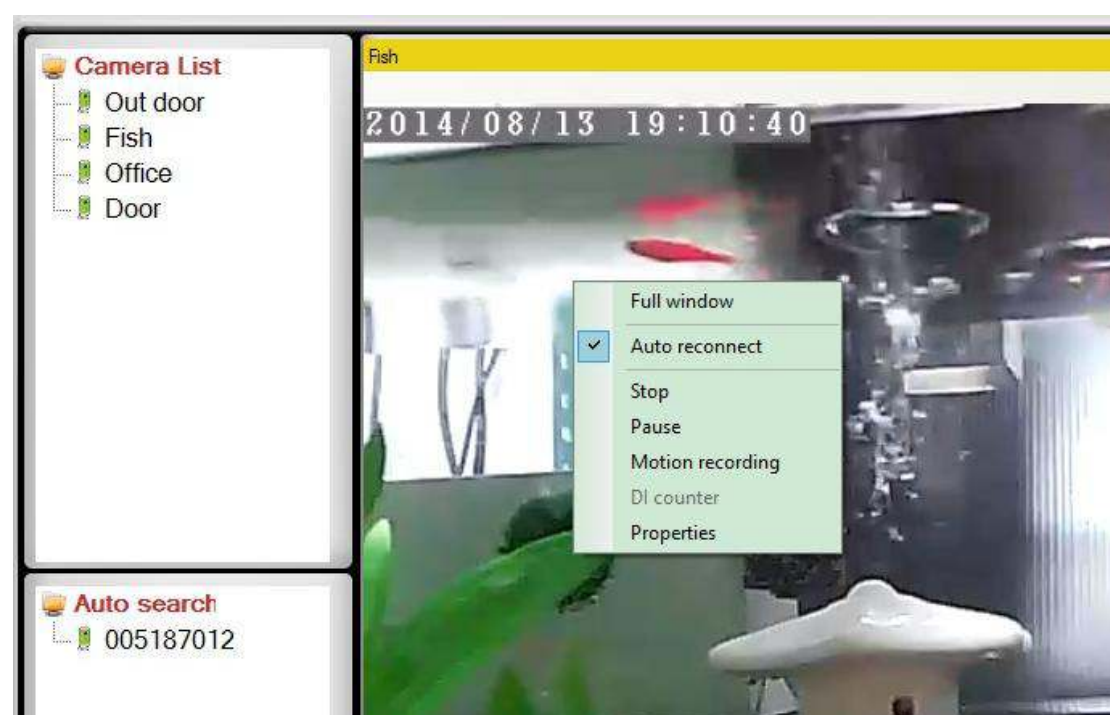 Camera List
Out door
Fish
Office
Door
Auto search
005187012
Fish
2014/08/13 19:10:40
Full window
Auto reconnect
Stop
Pause
Motion recording
DI counter
Properties